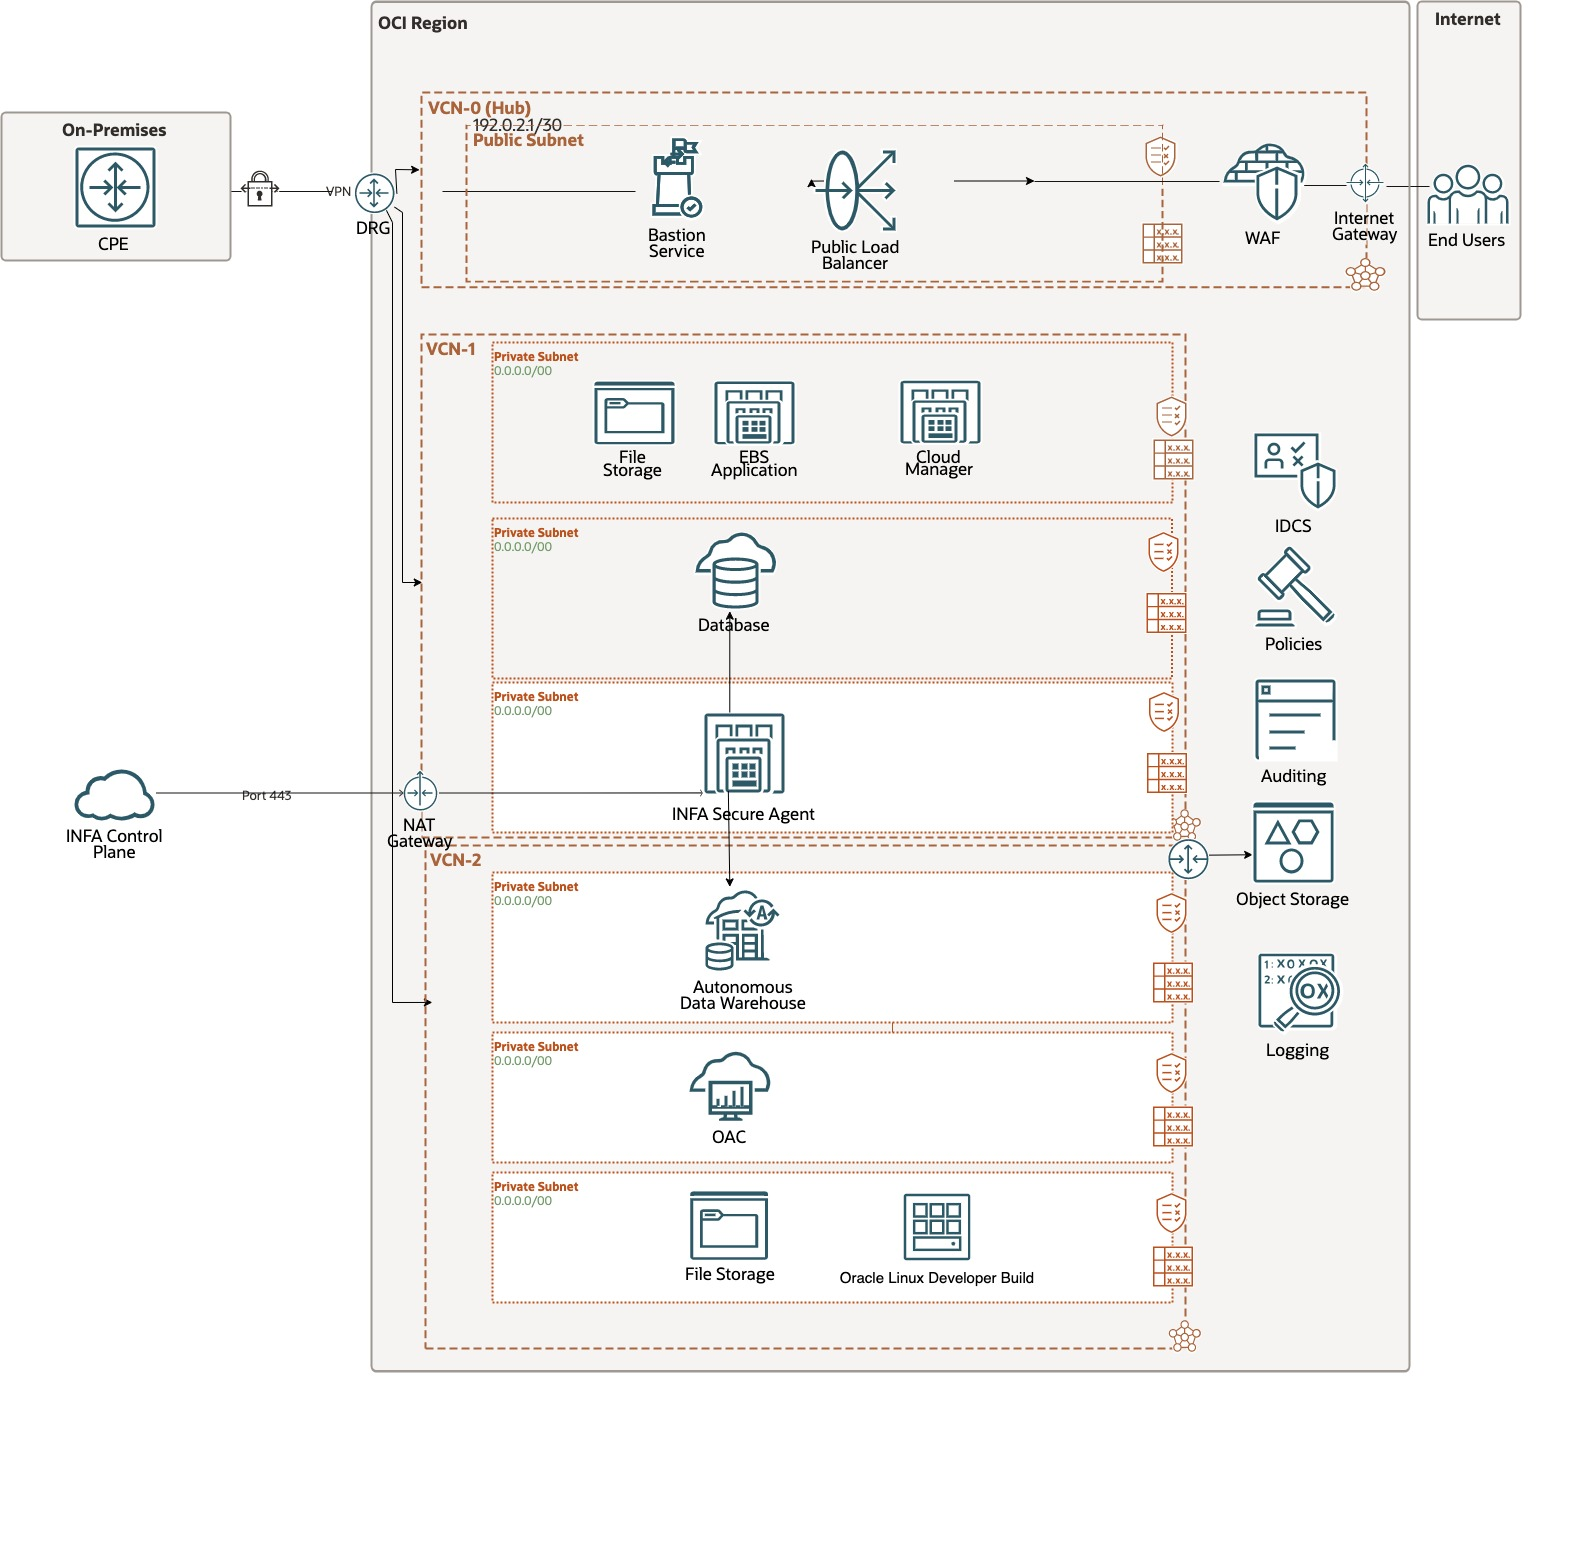 OCI Region
Internet
VCN-0 (Hub)
192.0.2.1/30
Public Subnet
On-Premises
CPE
VPN
DRG
Bastion
Service
Public Load
Balancer
WAF
Internet
Gateway
End Users
x.x.x.
x.x.x.
x.x.x.
VCN-1
Private Subnet
0.0.0.0/00
File
Storage
EBS
Application
Cloud
Manager
x.x.x.
x.x.x.
x.x.x.
IDCS
Private Subnet
0.0.0.0/00
Database
x.x.x.
x.x.x.
x.x.x.
Policies
Private Subnet
0.0.0.0/00
INFA Secure Agent
x.x.x.
x.x.x.
x.x.x.
Auditing
Port 443
INFA Control
Plane
NAT
Gateway
VCN-2
Object Storage
Private Subnet
0.0.0.0/00
A
Autonomous
Data Warehouse
x.x.x.
x.x.x.
x.x.x.
1: XOXOX
2: X
OX
Logging
Private Subnet
0.0.0.0/00
OAC
x.x.x.
x.x.x.
x.x.x.
Private Subnet
0.0.0.0/00
File Storage
Oracle Linux Developer Build
x.x.x.
x.x.x.
x.x.x.